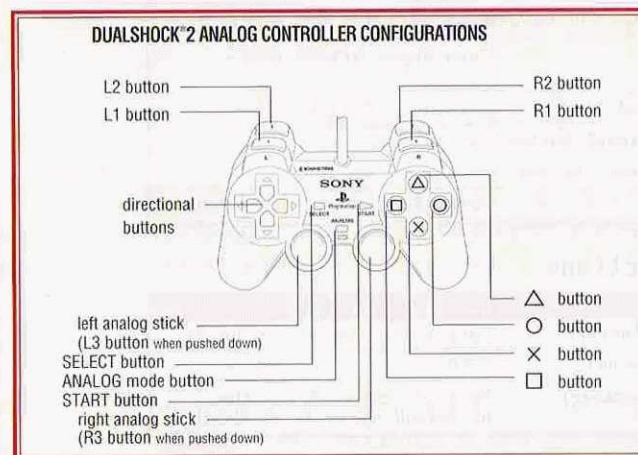 DUALSHOCK®2 ANALOG CONTROLLER CONFIGURATIONS
L2 button
L1 button
R2 button
R1 button
SONY
PlayStation
SELECT
START
ANALOG
directional
buttons
left analog stick
(L3 button when pushed down)
SELECT button
ANALOG mode button
START button
right analog stick
(R3 button when pushed down)
△ button
○ button
✕ button
□ button